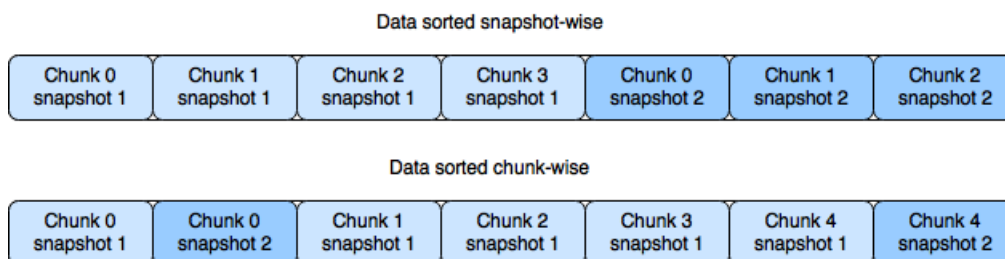 Data sorted snapshot-wise
Chunk 0 Chunk 1 Chunk 2 Chunk 3 Chunk 0 Chunk 1 Chunk 2
snapshot 1 snapshot 1 snapshot 1 snapshot 1 snapshot 2 snapshot 2 snapshot 2
Data sorted chunk-wise
Chunk 0 Chunk 0 Chunk 1 Chunk 2 Chunk 3 Chunk 4 Chunk 4
snapshot 1 snapshot 2 snapshot 1 snapshot 1 snapshot 1 snapshot 1 snapshot 2